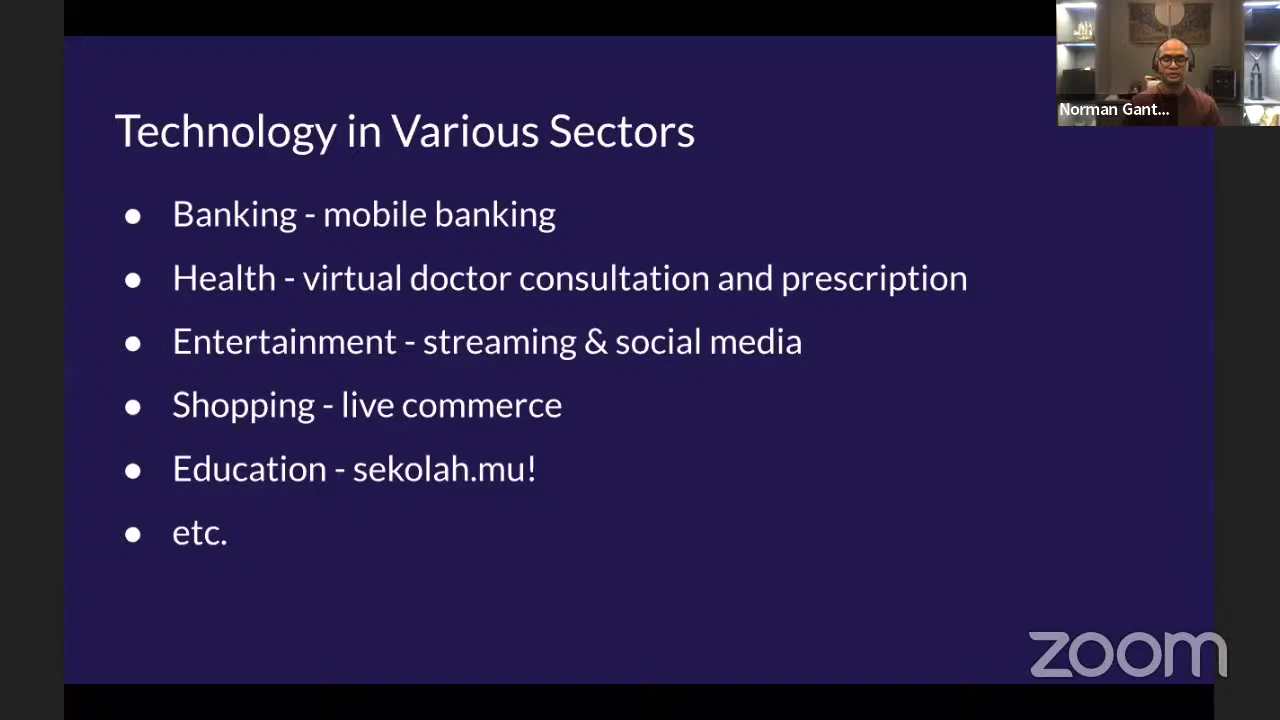 Technology in Various Sectors
● Banking - mobile banking
● Health - virtual doctor consultation and prescription
● Entertainment - streaming & social media
● Shopping - live commerce
● Education - sekolah.mu!
● etc.
Norman Gant...
zoom